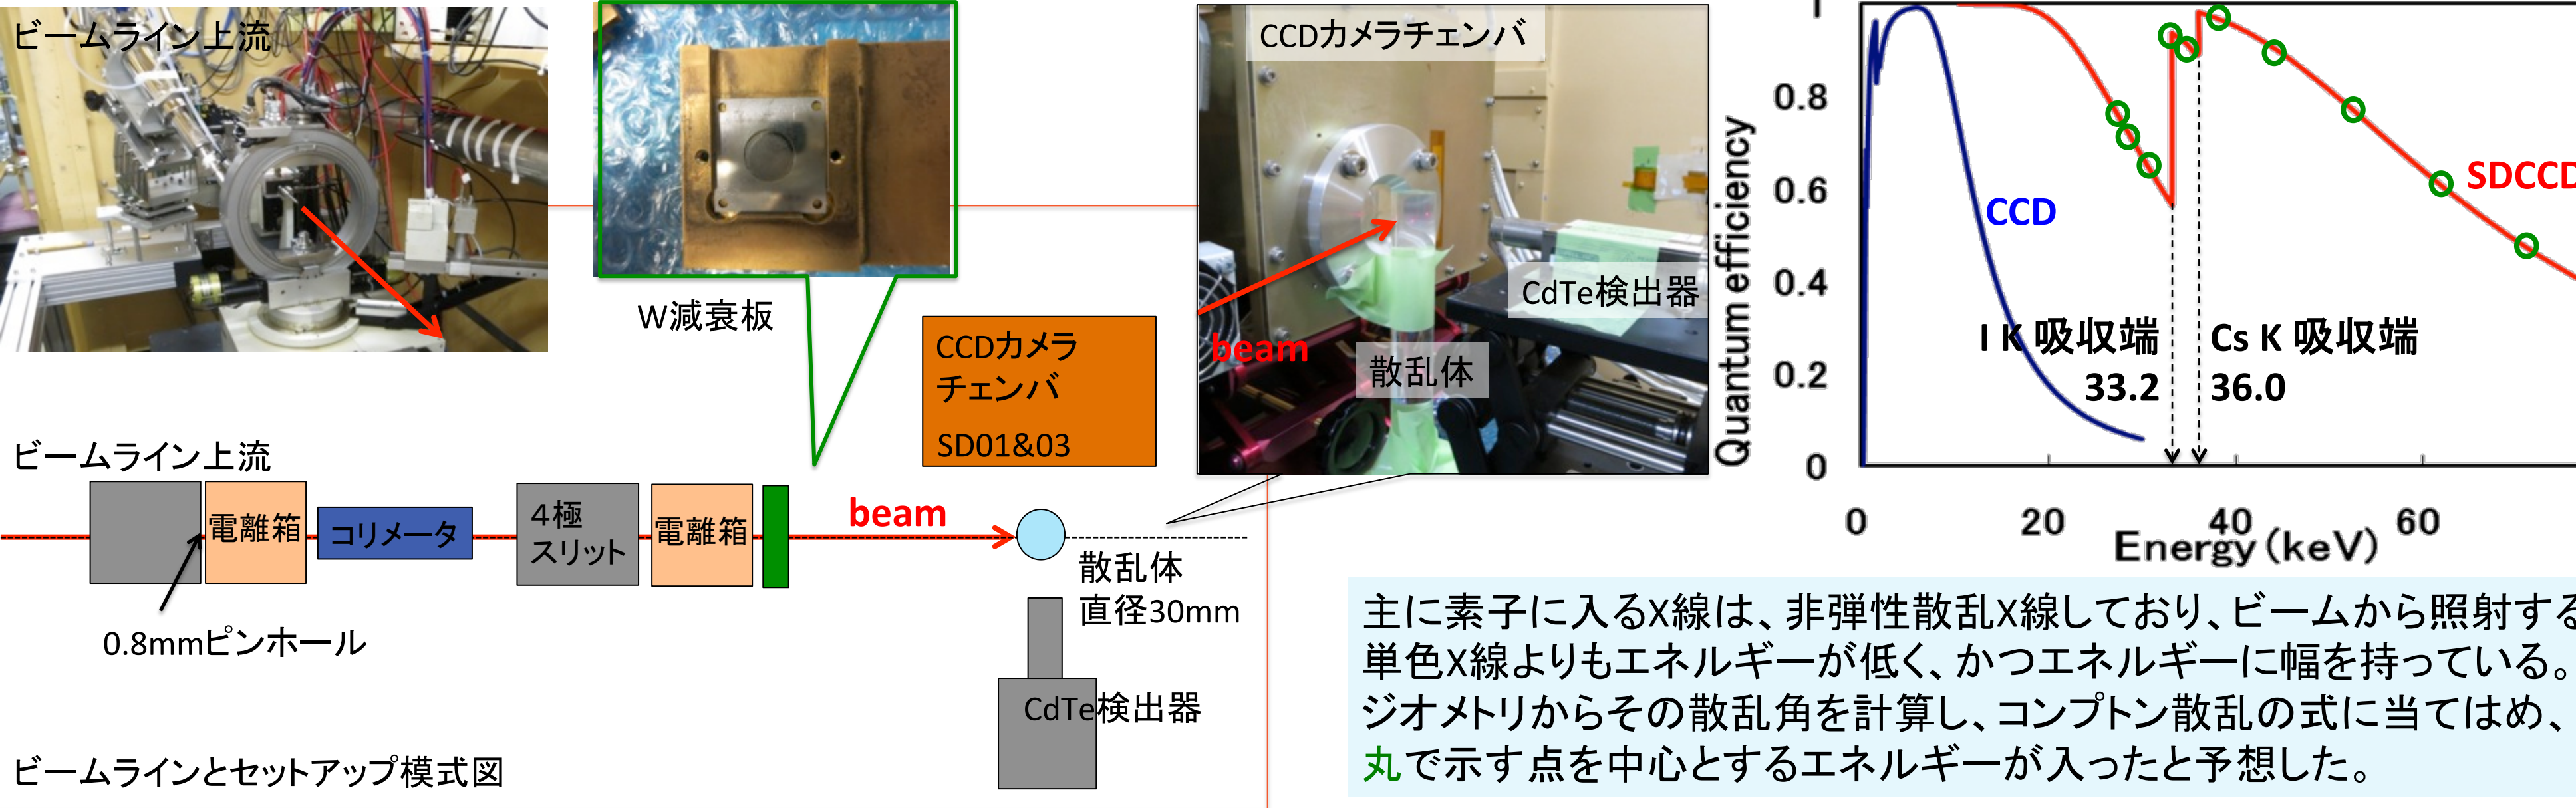 ビームライン上流
W減衰板
CCDカメラチェンバ
beam
CdTe検出器
散乱体
CCDカメラ
チェンバ
SD01&03
ビームライン上流
電離箱
コリメータ
4極
スリット
電離箱
beam
散乱体
直径30mm
0.8mmピンホール
CdTe検出器
ビームラインとセットアップ模式図
Quantum efficiency
1
0.8
0.6
0.4
0.2
0
CCD
SDCCD
I K 吸収端
33.2
Cs K 吸収端
36.0
0
20
40
60
Energy (keV)
主に素子に入るX線は、非弾性散乱X線しており、ビームから照射する
単色X線よりもエネルギーが低く、かつエネルギーに幅を持っている。
ジオメトリからその散乱角を計算し、コンプトン散乱の式に当てはめ、
丸で示す点を中心とするエネルギーが入ったと予想した。